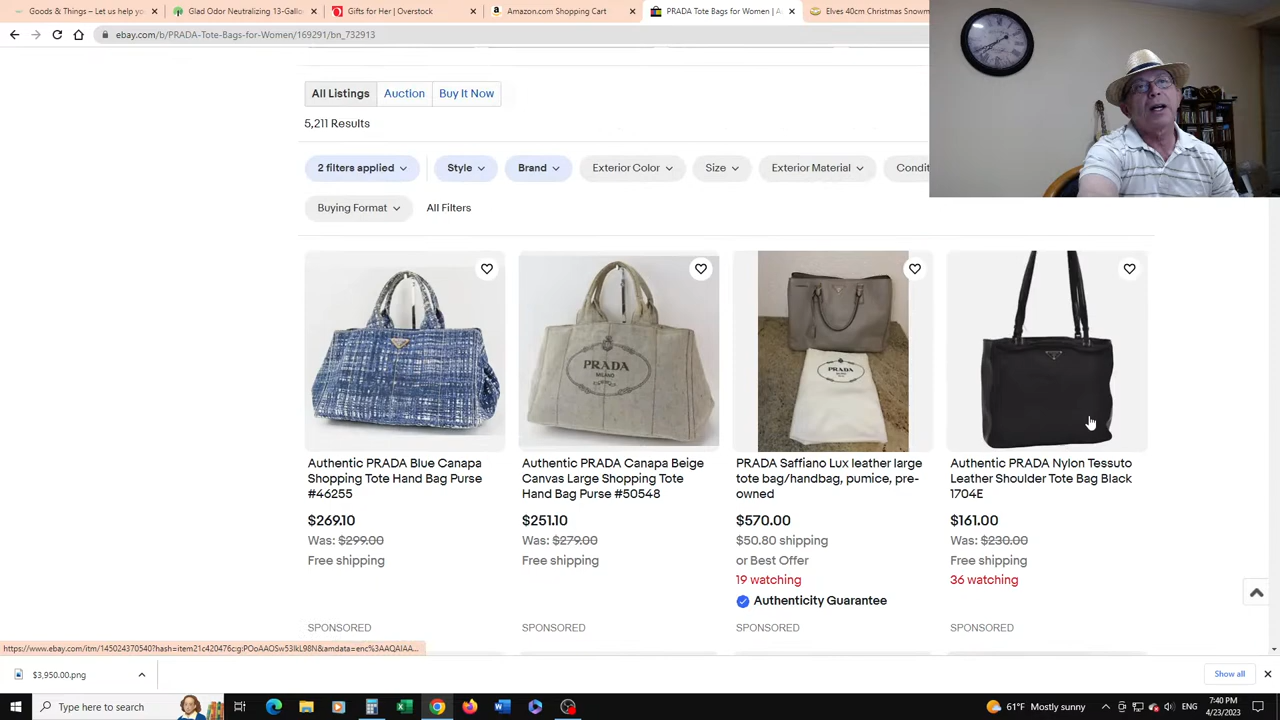 Goods & Things – Let us help yo
Glad Odor Neutralizing 13-Gallo
Gifts for Her | Overstock
Amazon.com Shopping Cart
PRADA Tote Bags for Women | A
Elves 40cm Christmas Snowm
ebay.com/b/PRADA-Tote-Bags-for-Women/169291/bn_732913
All Listings
Auction
Buy It Now
5,211 Results
2 filters applied
Style
Brand
Exterior Color
Size
Exterior Material
Condit
Buying Format
All Filters
PRADA
MILANO
PRADA
Authentic PRADA Blue Canapa
Shopping Tote Hand Bag Purse
#46255
$269.10
Was: $299.00
Free shipping
SPONSORED
Authentic PRADA Canapa Beige
Canvas Large Shopping Tote
Hand Bag Purse #50548
$251.10
Was: $279.00
Free shipping
SPONSORED
PRADA Saffiano Lux leather large
tote bag/handbag, pumice, pre-
owned
$570.00
$50.80 shipping
or Best Offer
19 watching
Authenticity Guarantee
SPONSORED
Authentic PRADA Nylon Tessuto
Leather Shoulder Tote Bag Black
1704E
$161.00
Was: $230.00
Free shipping
36 watching
SPONSORED
$3,950.00.png
Show all
Type here to search
61°F Mostly sunny
ENG
7:40 PM
4/23/2023